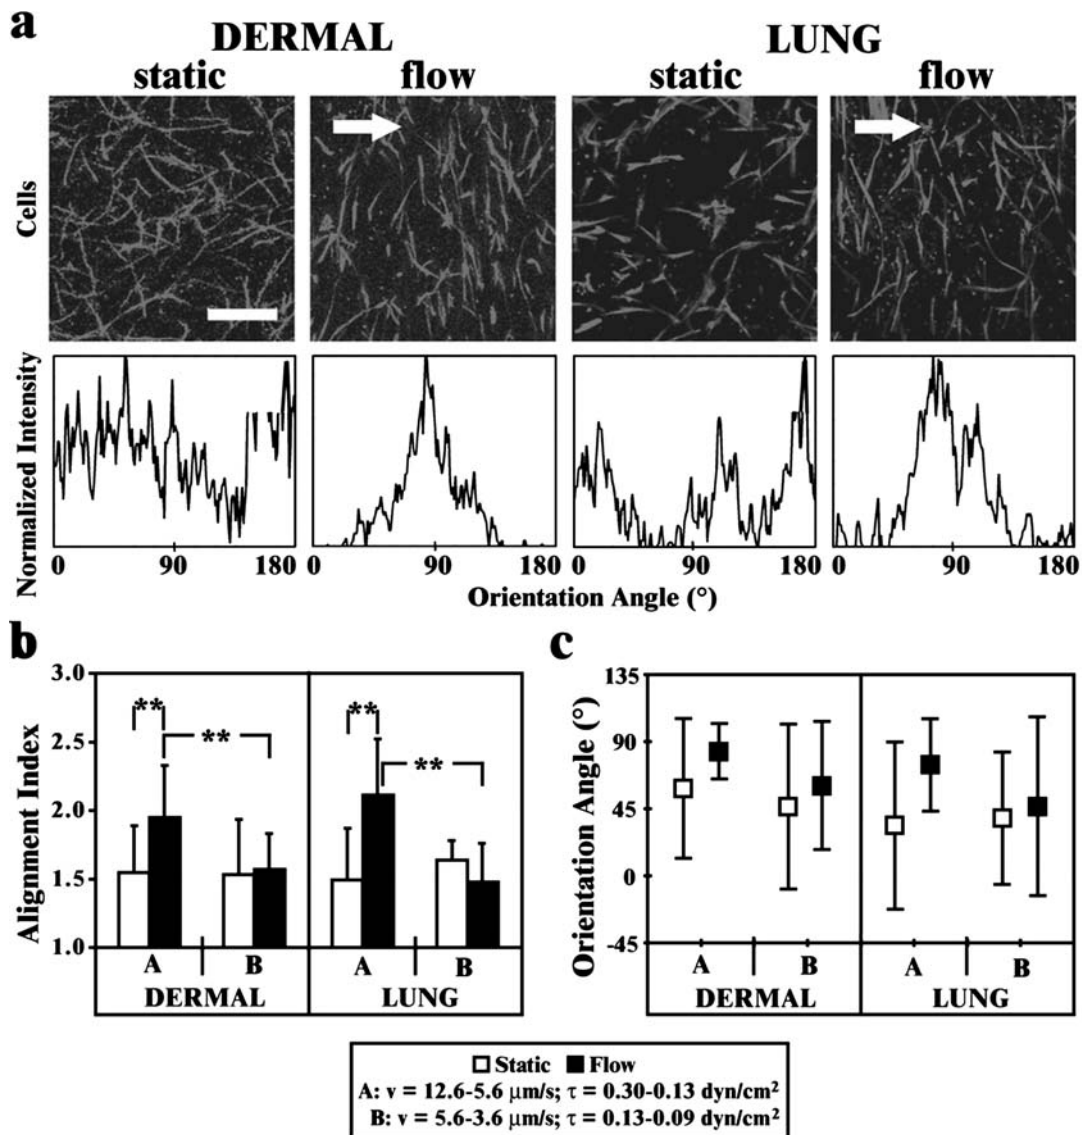 a
DERMAL LUNG
static flow static flow
Cells
Normalized Intensity
0 90 180 0 90 180 0 90 180 0 90 180
Orientation Angle (°)
b
Alignment Index
3.0
2.5
2.0
1.5
1.0
** ** ** **
A B A B
DERMAL LUNG
c
Orientation Angle (°)
135
90
45
0
-45
A B A B
DERMAL LUNG
Static Flow
A: v = 12.6-5.6 μm/s; τ = 0.30-0.13 dyn/cm²
B: v = 5.6-3.6 μm/s; τ = 0.13-0.09 dyn/cm²